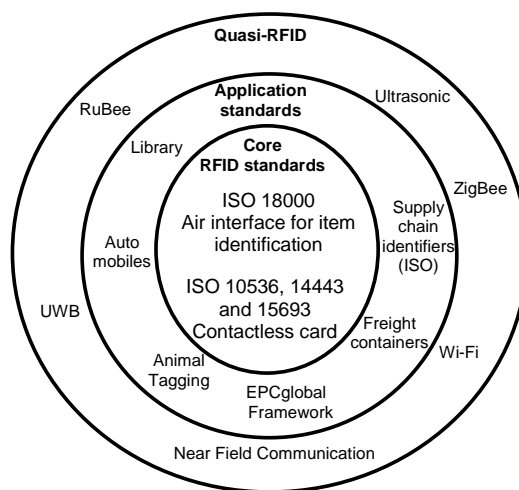 Quasi-RFID
RuBee
Ultrasonic
ZigBee
UWB
Wi-Fi
Near Field Communication
Application
standards
Library
Auto
mobiles
Supply
chain
identifiers
(ISO)
Animal
Tagging
Freight
containers
EPCglobal
Framework
Core
RFID standards
ISO 18000
Air interface for item
identification
ISO 10536, 14443
and 15693
Contactless card